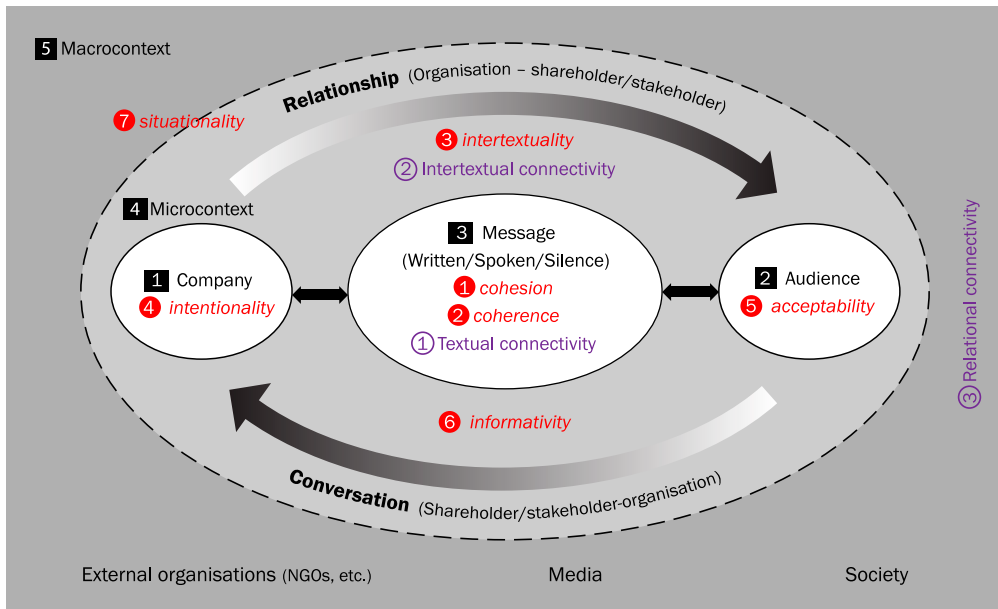 5 Macrocontext
Relationship (Organisation – shareholder/stakeholder)
7 situationality
3 intertextuality
2 Intertextual connectivity
4 Microcontext
1 Company
4 intentionality
3 Message
(Written/Spoken/Silence)
1 cohesion
2 coherence
1 Textual connectivity
2 Audience
5 acceptability
3 Relational connectivity
6 informativity
Conversation (Shareholder/stakeholder-organisation)
External organisations (NGOs, etc.)
Media
Society